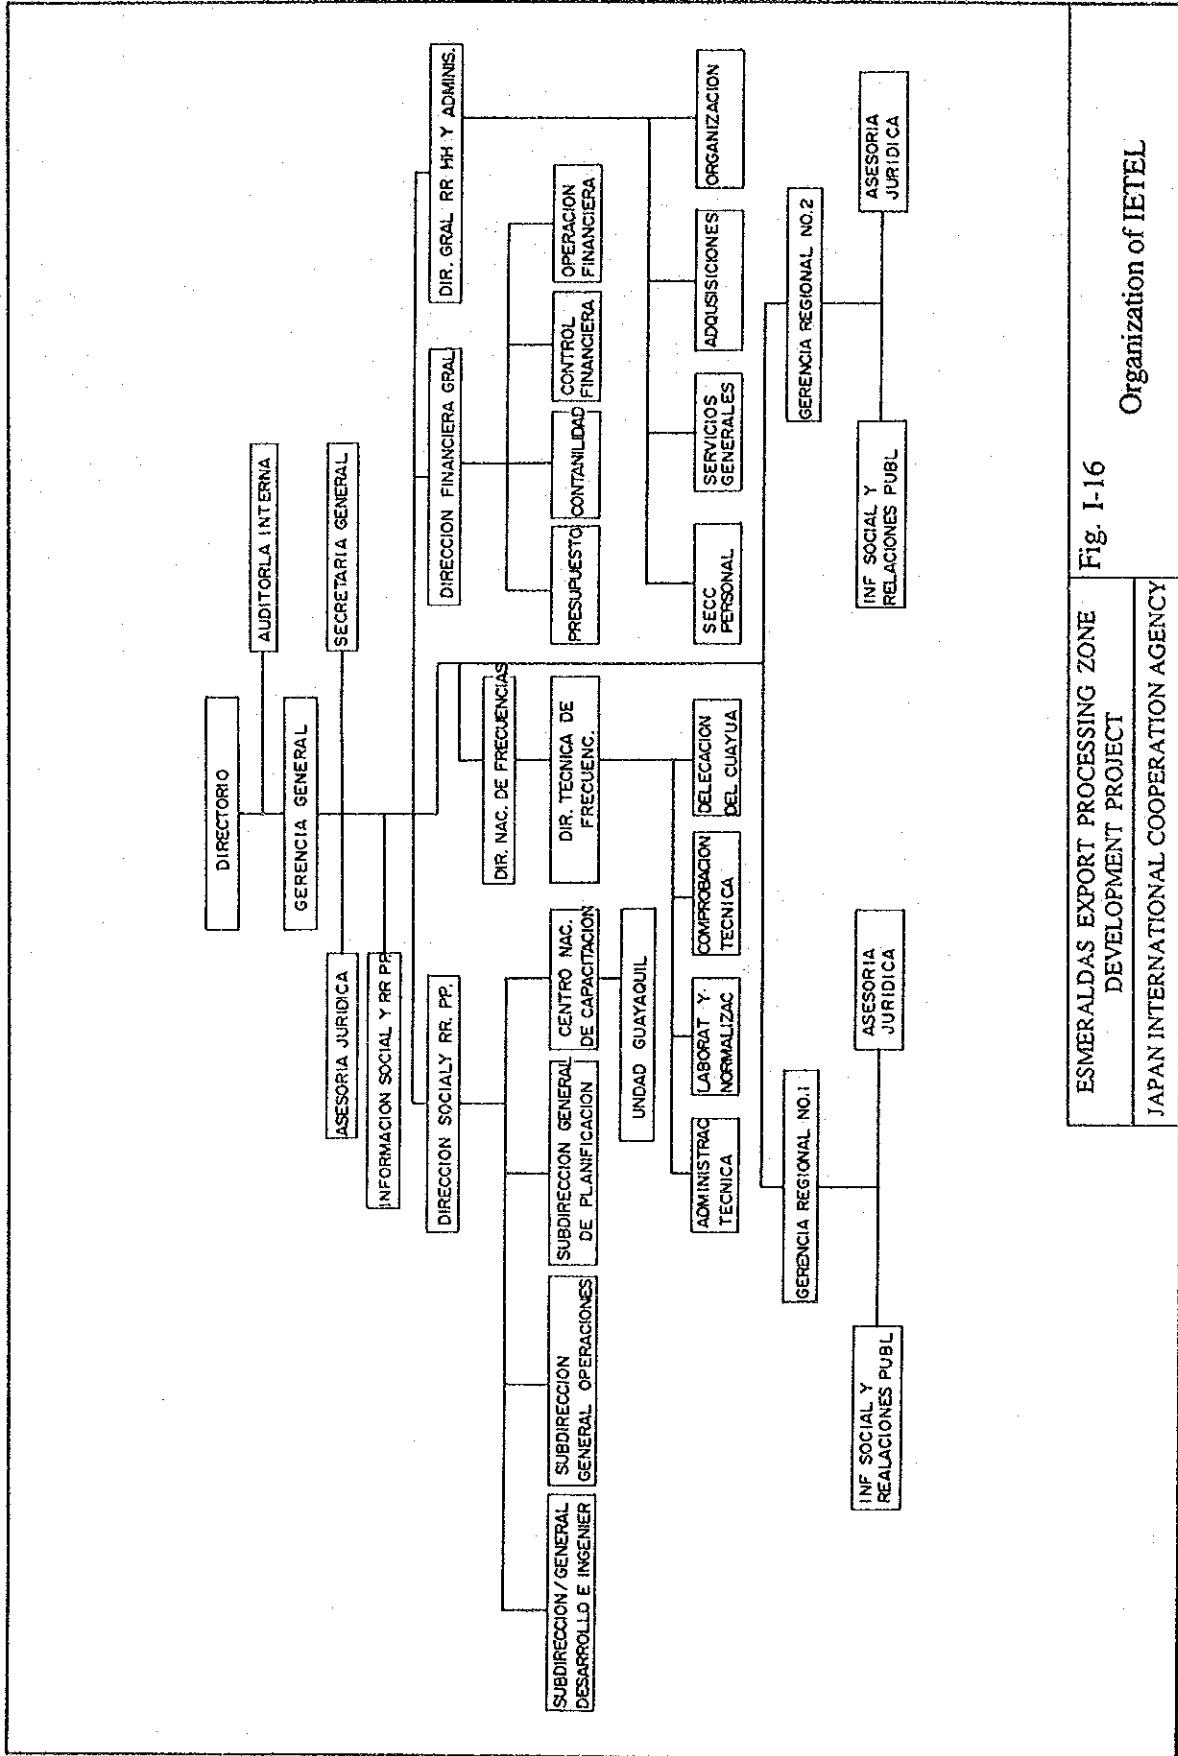 DIRECTORIO
AUDITORIA INTERNA
GERENCIA GENERAL
ASESORIA JURIDICA
SECRETARIA GENERAL
INFORMACION SOCIAL Y RR PP.
DIRECCION SOCIALY RR. PP.
DIRECCION FINANCIERA GRAL
DIR. GRAL RR HH Y ADMINIS.
DIR. NAC. DE FRECUENCIAS
SUBDIRECCION/GENERAL
DESARROLLO E INGENIER
SUBDIRECCION
GENERAL OPERACIONES
SUBDIRECCION GENERAL
DE PLANIFICACION
CENTRO NAC.
DE CAPACITACION
DIR. TECNICA DE
FRECUENC.
PRESUPUESTO
CONTANILIDAD
CONTROL
FINANCIERA
OPERACION
FINANCIERA
UNDAD GUAYAQUIL
ADMINISTRAC
TECNICA
LABORAT Y.
NORMALIZAC
COMPROBACION
TECNICA
DELECACION
DEL CUAYUA
SECC
PERSONAL
SERVICIOS
GENERALES
ADQUSISICIONES
ORGANIZACION
GERENCIA REGIONAL NO.1
GERENCIA REGIONAL NO.2
INF SOCIAL Y
REALACIONES PUBL
ASESORIA
JURIDICA
INF SOCIAL Y
RELACIONES PUBL
ASESORIA
JURIDICA
ESMERALDAS EXPORT PROCESSING ZONE
DEVELOPMENT PROJECT
JAPAN INTERNATIONAL COOPERATION AGENCY
Fig. I-16
Organization of IETEL